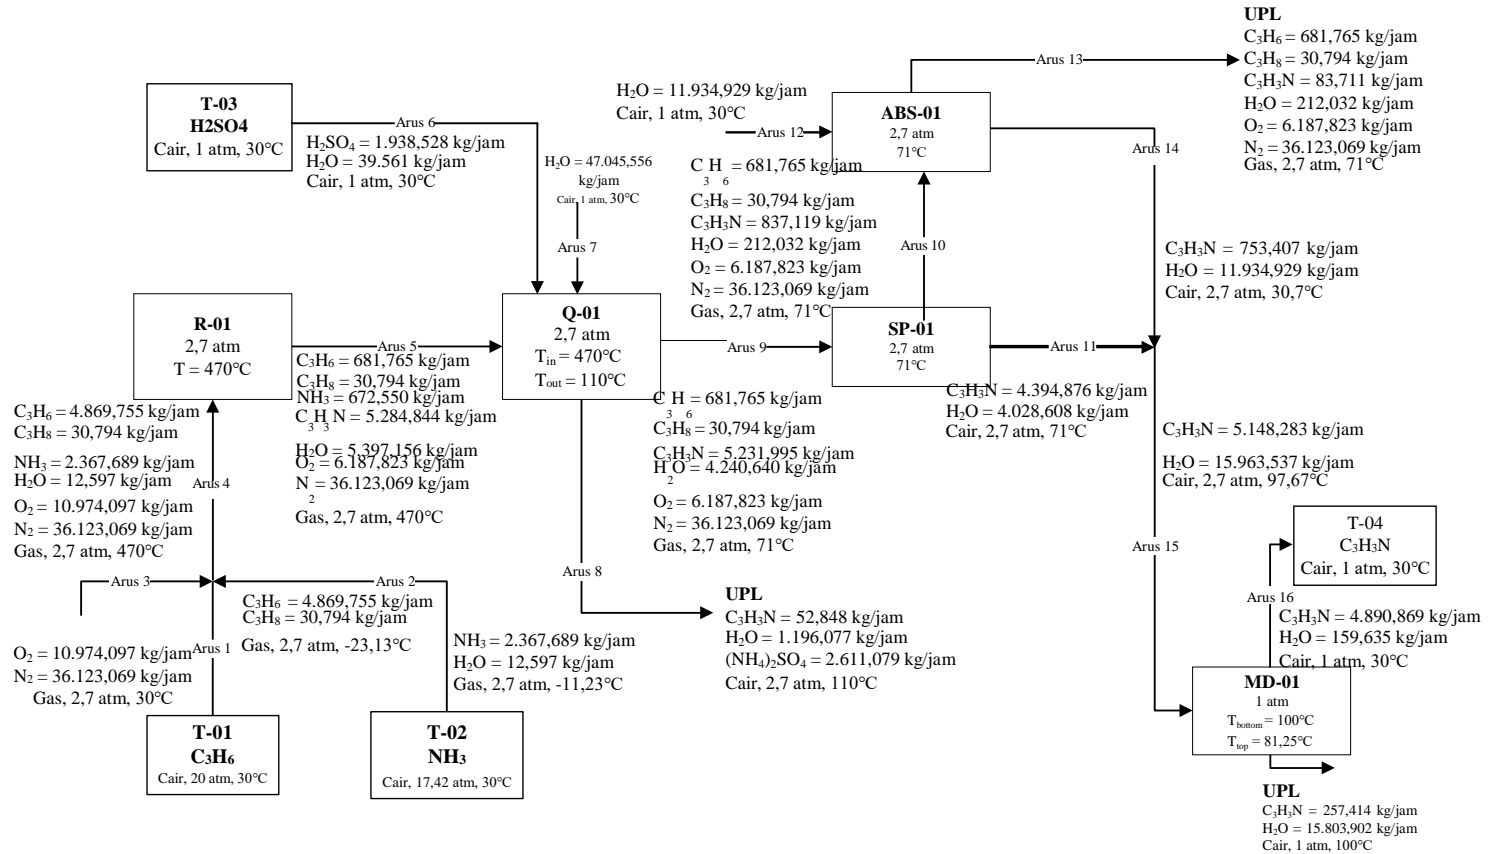 UPL
C3H6 = 681,765 kg/jam
C3H8 = 30,794 kg/jam
C3H3N = 83,711 kg/jam
H2O = 212,032 kg/jam
O2 = 6.187,823 kg/jam
N2 = 36.123,069 kg/jam
Gas, 2,7 atm, 71°C
Arus 13
T-03
H2SO4
Cair, 1 atm, 30°C
Arus 6
H2SO4 = 1.938,528 kg/jam
H2O = 39.561 kg/jam
Cair, 1 atm, 30°C
H2O = 47.045,556
kg/jam
Cair, 1 atm, 30°C
Arus 7
H2O = 11.934,929 kg/jam
Cair, 1 atm, 30°C
Arus 12
ABS-01
2,7 atm
71°C
Arus 14
C3H6 = 681,765 kg/jam
C3H8 = 30,794 kg/jam
C3H3N = 837,119 kg/jam
H2O = 212,032 kg/jam
O2 = 6.187,823 kg/jam
N2 = 36.123,069 kg/jam
Gas, 2,7 atm, 71°C
Arus 10
C3H3N = 753,407 kg/jam
H2O = 11.934,929 kg/jam
Cair, 2,7 atm, 30,7°C
R-01
2,7 atm
T = 470°C
Arus 5
C3H6 = 681,765 kg/jam
C3H8 = 30,794 kg/jam
NH3 = 672,550 kg/jam
C3H3N = 5.284,844 kg/jam
H2O = 5.397,156 kg/jam
O2 = 6.187,823 kg/jam
N2 = 36.123,069 kg/jam
Gas, 2,7 atm, 470°C
Q-01
2,7 atm
Tin = 470°C
Tout = 110°C
Arus 9
SP-01
2,7 atm
71°C
Arus 11
C3H3N = 4.394,876 kg/jam
H2O = 4.028,608 kg/jam
Cair, 2,7 atm, 71°C
C3H6 = 681,765 kg/jam
C3H8 = 30,794 kg/jam
C3H3N = 5.231,995 kg/jam
H2O = 4.240,640 kg/jam
O2 = 6.187,823 kg/jam
N2 = 36.123,069 kg/jam
Gas, 2,7 atm, 71°C
C3H3N = 5.148,283 kg/jam
H2O = 15.963,537 kg/jam
Cair, 2,7 atm, 97,67°C
C3H6 = 4.869,755 kg/jam
C3H8 = 30,794 kg/jam
NH3 = 2.367,689 kg/jam
H2O = 12,597 kg/jam
O2 = 10.974,097 kg/jam
N2 = 36.123,069 kg/jam
Gas, 2,7 atm, 470°C
Arus 4
Arus 3
Arus 2
Arus 8
Arus 15
T-04
C3H3N
Cair, 1 atm, 30°C
Arus 16
C3H3N = 4.890,869 kg/jam
H2O = 159,635 kg/jam
Cair, 1 atm, 30°C
C3H6 = 4.869,755 kg/jam
C3H8 = 30,794 kg/jam
Gas, 2,7 atm, -23,13°C
Arus 1
O2 = 10.974,097 kg/jam
N2 = 36.123,069 kg/jam
Gas, 2,7 atm, 30°C
NH3 = 2.367,689 kg/jam
H2O = 12,597 kg/jam
Gas, 2,7 atm, -11,23°C
UPL
C3H3N = 52,848 kg/jam
H2O = 1.196,077 kg/jam
(NH4)2SO4 = 2.611,079 kg/jam
Cair, 2,7 atm, 110°C
MD-01
1 atm
Tbottom = 100°C
Ttop = 81,25°C
T-01
C3H6
Cair, 20 atm, 30°C
T-02
NH3
Cair, 17,42 atm, 30°C
UPL
C3H3N = 257,414 kg/jam
H2O = 15.803,902 kg/jam
Cair, 1 atm, 100°C